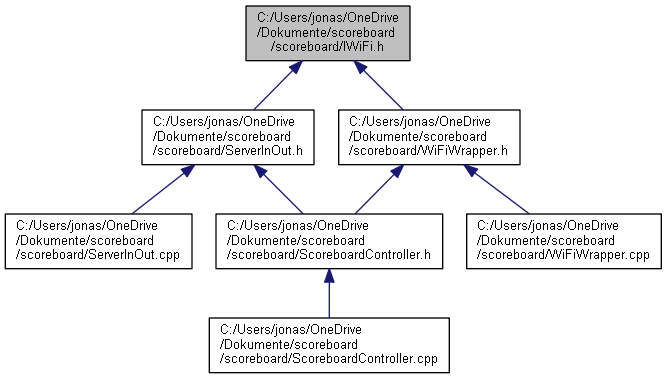 C:/Users/jonas/OneDrive
/Dokumente/scoreboard
/scoreboard/IWiFi.h
C:/Users/jonas/OneDrive
/Dokumente/scoreboard
/scoreboard/ServerInOut.h
C:/Users/jonas/OneDrive
/Dokumente/scoreboard
/scoreboard/WiFiWrapper.h
C:/Users/jonas/OneDrive
/Dokumente/scoreboard
/scoreboard/ServerInOut.cpp
C:/Users/jonas/OneDrive
/Dokumente/scoreboard
/scoreboard/ScoreboardController.h
C:/Users/jonas/OneDrive
/Dokumente/scoreboard
/scoreboard/WiFiWrapper.cpp
C:/Users/jonas/OneDrive
/Dokumente/scoreboard
/scoreboard/ScoreboardController.cpp